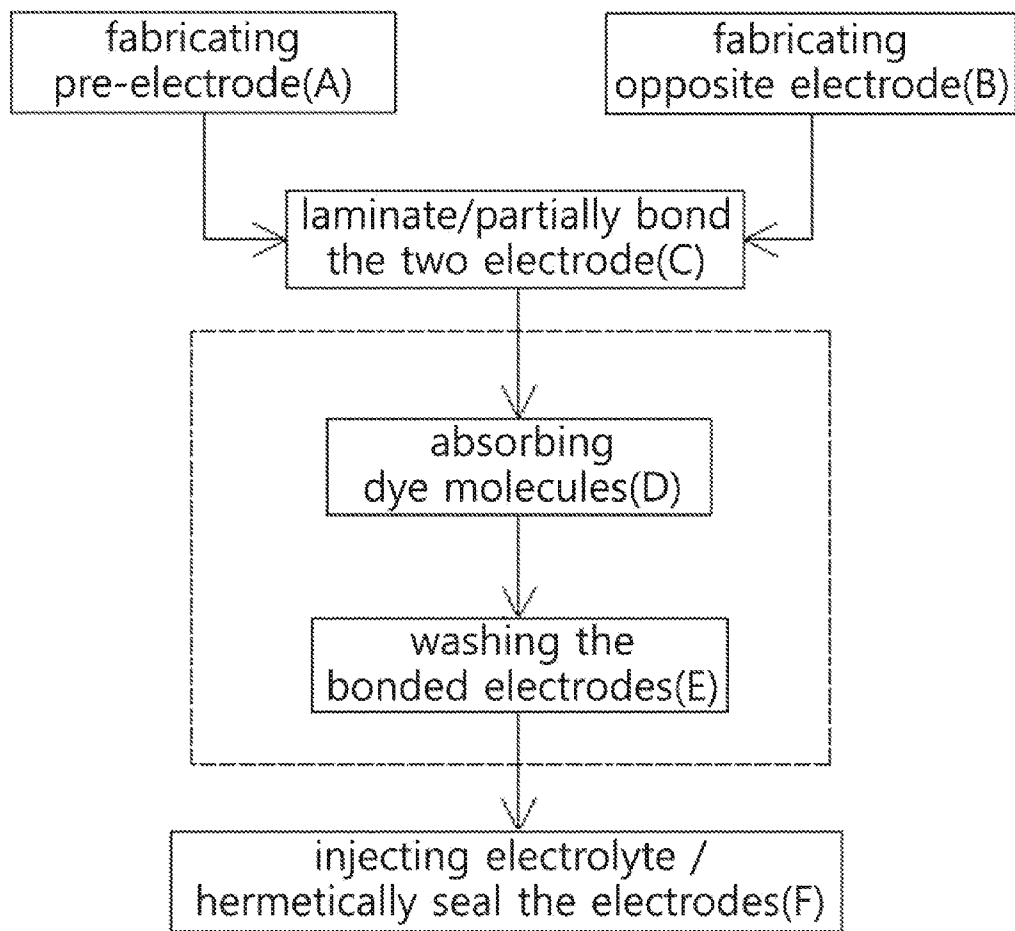 fabricating
pre-electrode(A)
fabricating
opposite electrode(B)
laminate/partially bond
the two electrode(C)
absorbing
dye molecules(D)
washing the
bonded electrodes(E)
injecting electrolyte /
hermetically seal the electrodes(F)